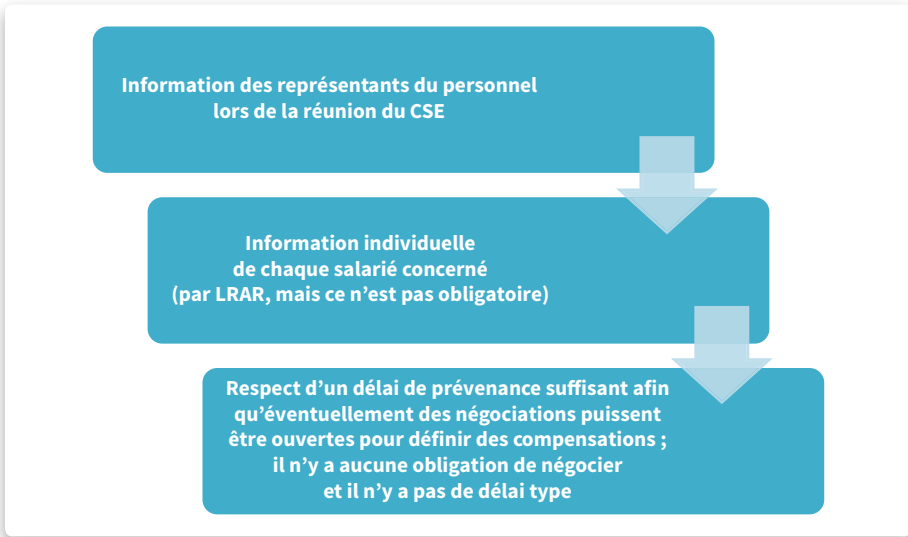 Information des représentants du personnel
lors de la réunion du CSE
Information individuelle
de chaque salarié concerné
(par LRAR, mais ce n’est pas obligatoire)
Respect d’un délai de prévenance suffisant afin
qu’éventuellement des négociations puissent
être ouvertes pour définir des compensations ;
il n’y a aucune obligation de négocier
et il n’y a pas de délai type